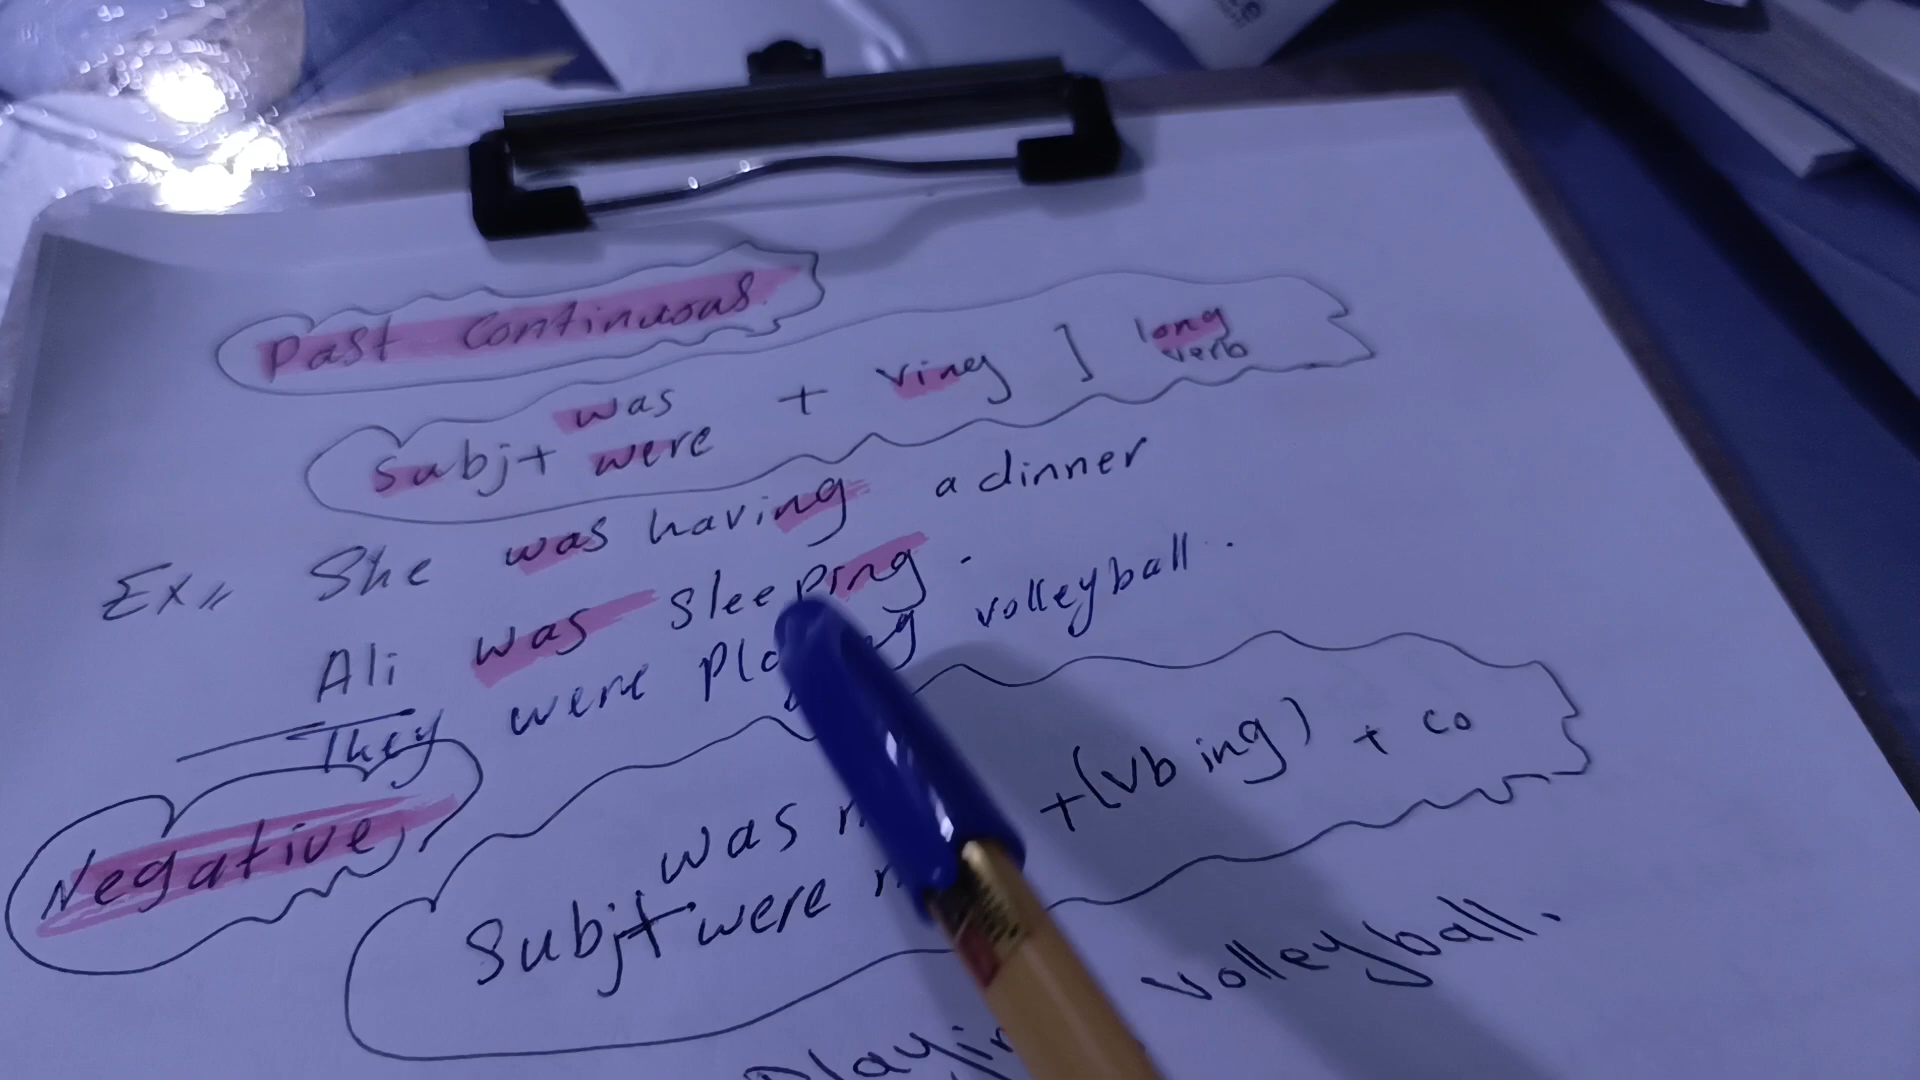 Past Continuous
was
Subj+ were + ving ] long verb
Ex// She was having a dinner
Ali was Sleeping.
They were volleyball.
Negative
was + (vb ing) + co
Subj+ were
volleyball.